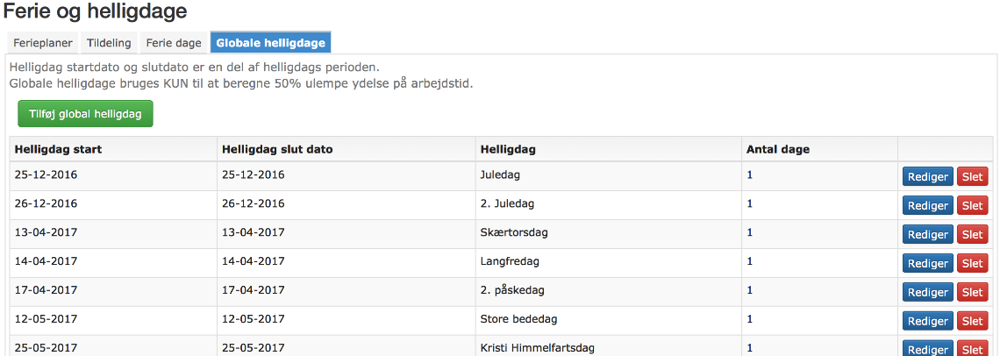 Ferie og helligdage
Ferieplaner Tildeling Ferie dage Globale helligdage
Helligdag startdato og slutdato er en del af helligdags perioden.
Globale helligdage bruges KUN til at beregne 50% ulempe ydelse på arbejdstid.
Tilføj global helligdag
Helligdag start Helligdag slut dato Helligdag Antal dage
25-12-2016 25-12-2016 Juledag 1 Rediger Slet
26-12-2016 26-12-2016 2. Juledag 1 Rediger Slet
13-04-2017 13-04-2017 Skærtorsdag 1 Rediger Slet
14-04-2017 14-04-2017 Langfredag 1 Rediger Slet
17-04-2017 17-04-2017 2. påskedag 1 Rediger Slet
12-05-2017 12-05-2017 Store bededag 1 Rediger Slet
25-05-2017 25-05-2017 Kristi Himmelfartsdag 1 Rediger Slet